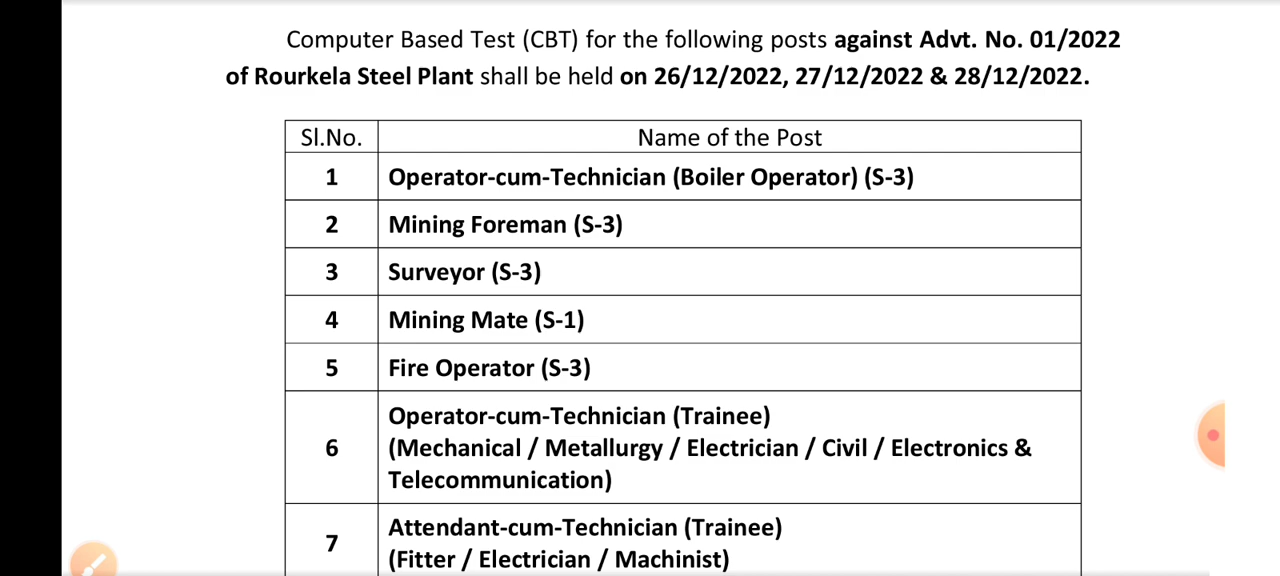 Computer Based Test (CBT) for the following posts against Advt. No. 01/2022
of Rourkela Steel Plant shall be held on 26/12/2022, 27/12/2022 & 28/12/2022.
Sl.No. Name of the Post
1 Operator-cum-Technician (Boiler Operator) (S-3)
2 Mining Foreman (S-3)
3 Surveyor (S-3)
4 Mining Mate (S-1)
5 Fire Operator (S-3)
Operator-cum-Technician (Trainee)
6 (Mechanical / Metallurgy / Electrician / Civil / Electronics &
Telecommunication)
7 Attendant-cum-Technician (Trainee)
(Fitter / Electrician / Machinist)